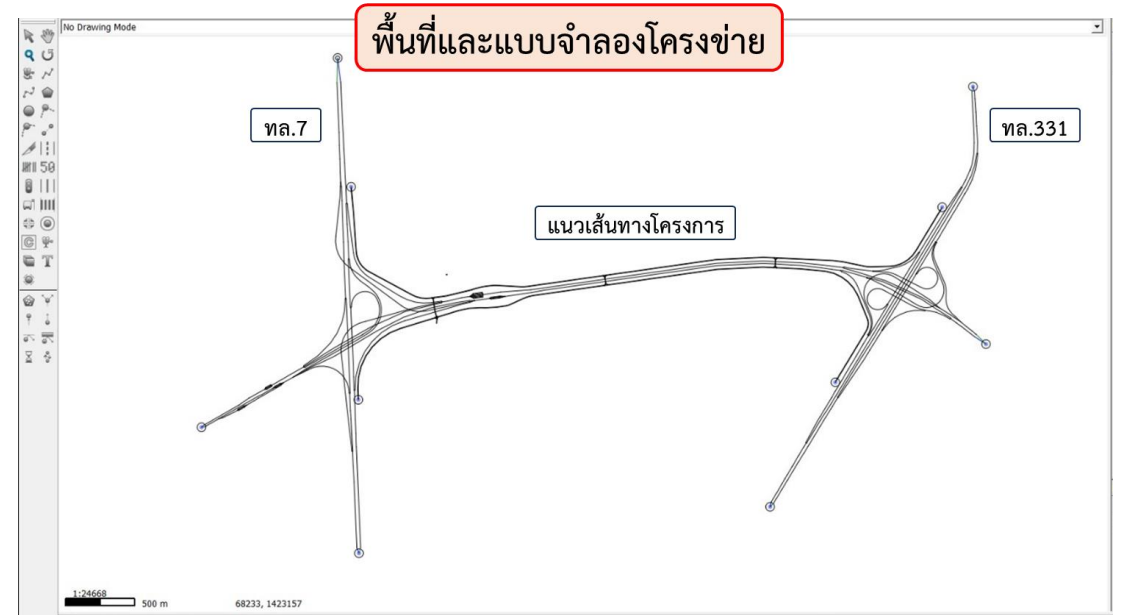 พื้นที่และแบบจำลองโครงข่าย
No Drawing Mode
ทล.7
ทล.331
แนวเส้นทางโครงการ
50
C
T
1:24668
500 m
68233, 1423157